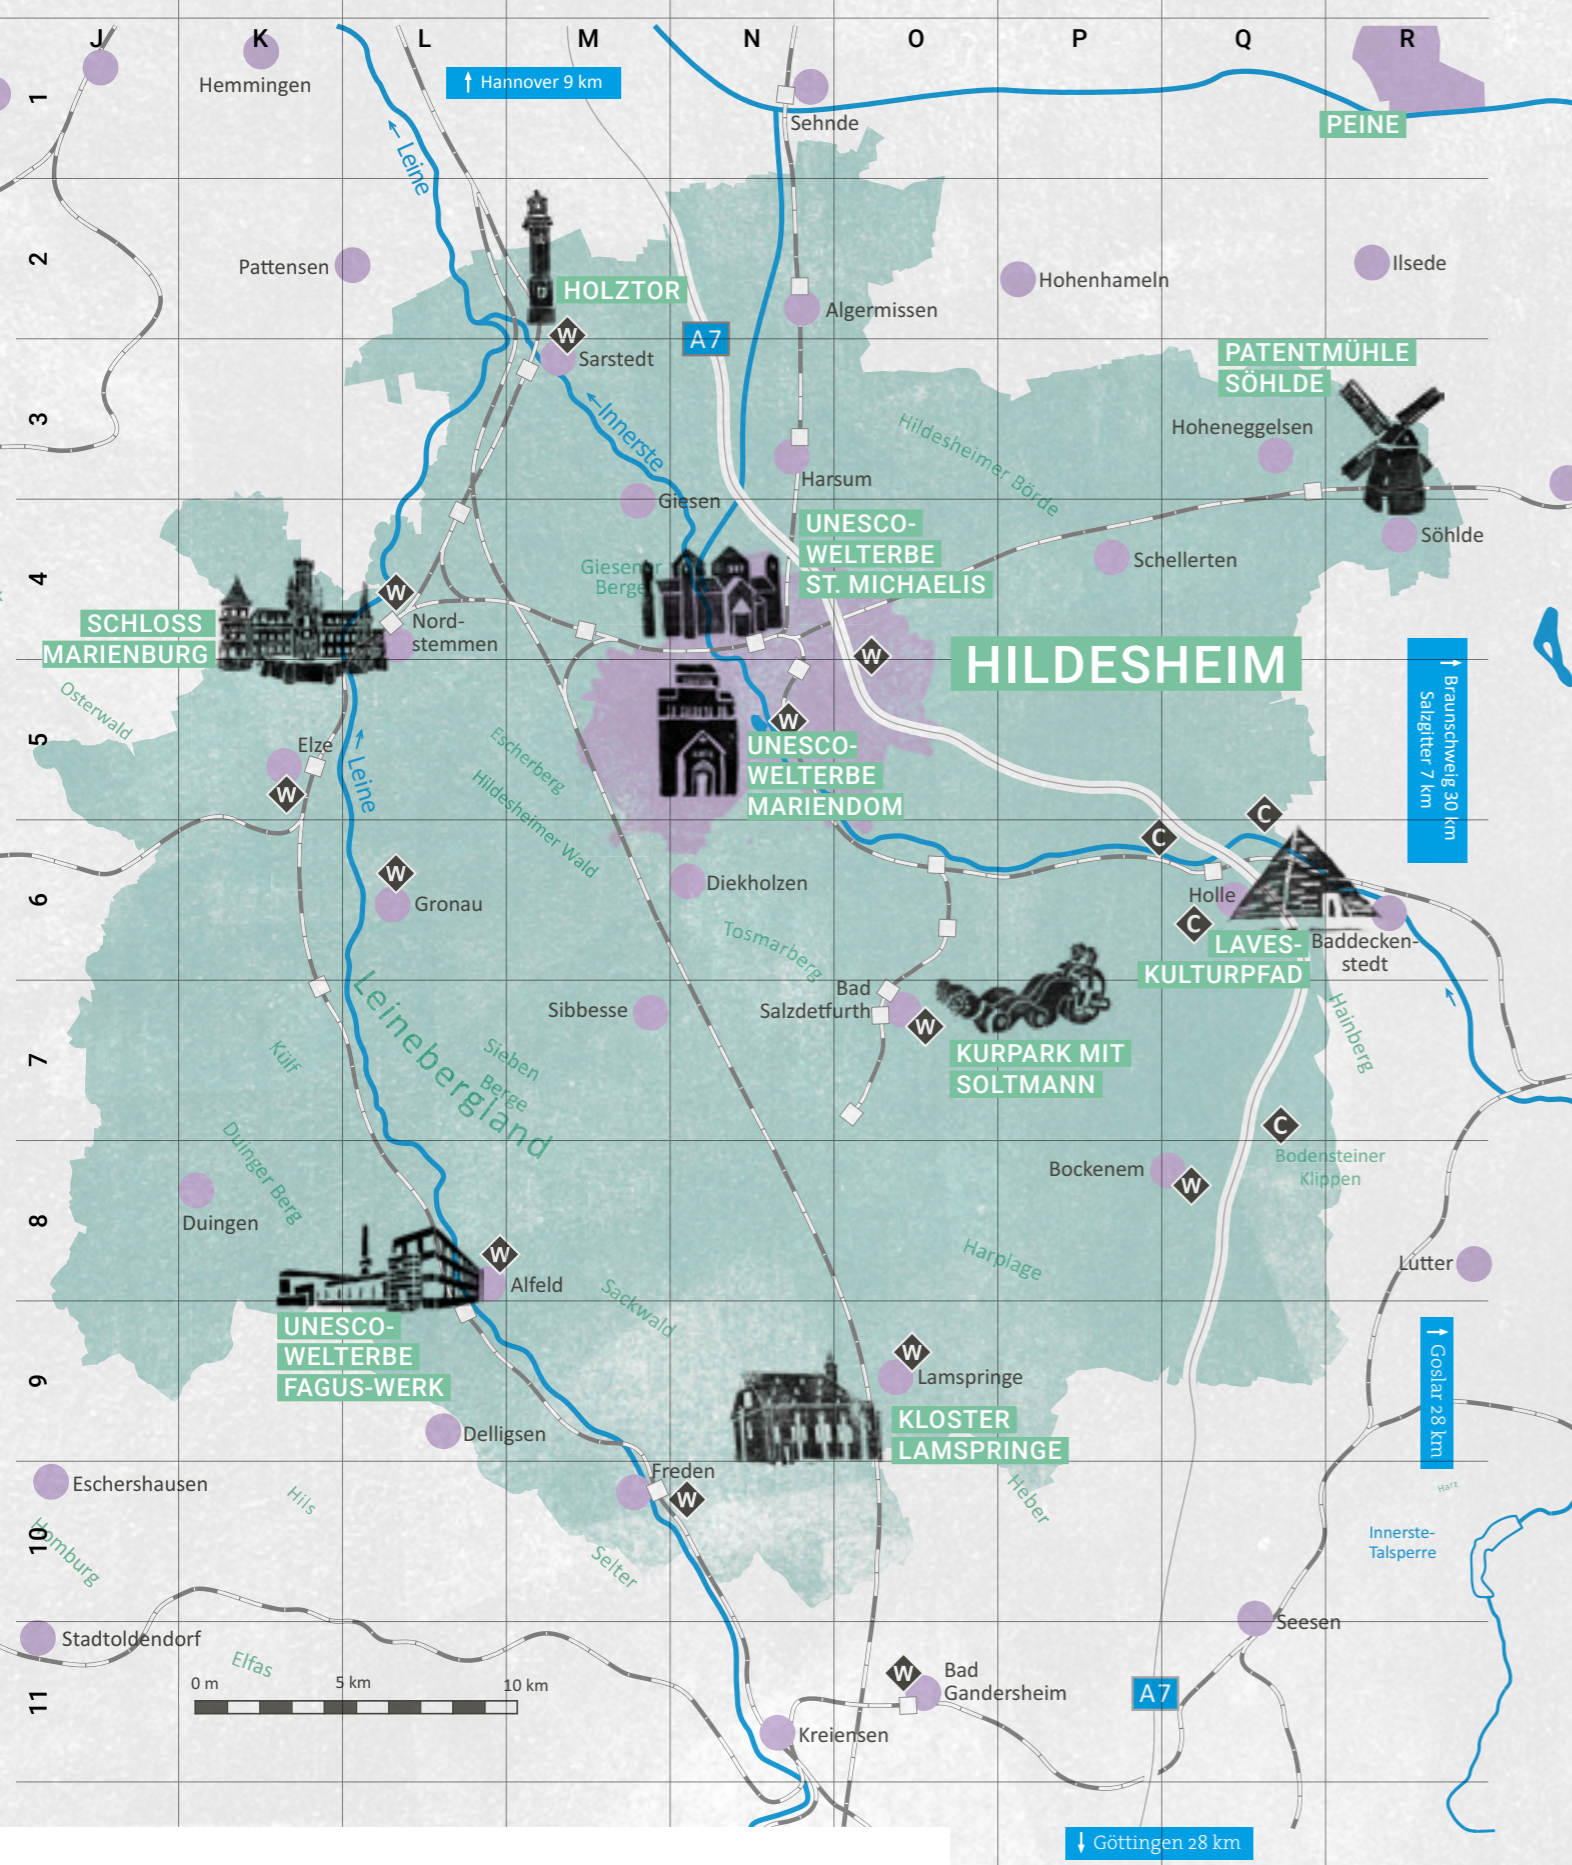 J K L M N O P Q R
1
2
3
4
5
6
7
8
9
10
11
Hemmingen
↑ Hannover 9 km
Sehnde
PEINE
← Leine
Pattensen
HOLZTOR
Algermissen
Hohenhameln
Ilsede
A7
W
Sarstedt
PATENTMÜHLE
SÖHLDE
← Innerste
Hildesheimer Börde
Hoheneggelsen
Harsum
Giesen
UNESCO-
WELTERBE
ST. MICHAELIS
Söhlde
Schellerten
Giesener
Berge
W
SCHLOSS
MARIENBURG
Nord-
stemmen
W
HILDESHEIM
→ Braunschweig 30 km
Salzgitter 7 km
Osterwald
Elze
W
← Leine
Escherberg
Hildesheimer Wald
W
UNESCO-
WELTERBE
MARIENDOM
C
C
W
Gronau
Diekholzen
Holle
C
Tosmarberg
LAVES-
KULTURPFAD
Baddecken-
stedt
Leinebergland
Sibbesse
Bad
Salzdetfurth
W
KURPARK MIT
SOLTMANN
Hainberg
Külf
Sieben
Berge
C
Bodensteiner
Klippen
Duinger Berg
Bockenem
W
Duingen
W
Alfeld
Harplage
Lutter
Sackwald
UNESCO-
WELTERBE
FAGUS-WERK
W
Lamspringe
→ Goslar 28 km
KLOSTER
LAMSPRINGE
Delligsen
Freden
W
Eschershausen
Hils
Heber
Harz
Homburg
Selter
Innerste-
Talsperre
Seesen
Stadtoldendorf
Elfas
0 m 5 km 10 km
W
Bad
Gandersheim
A7
Kreiensen
↓ Göttingen 28 km